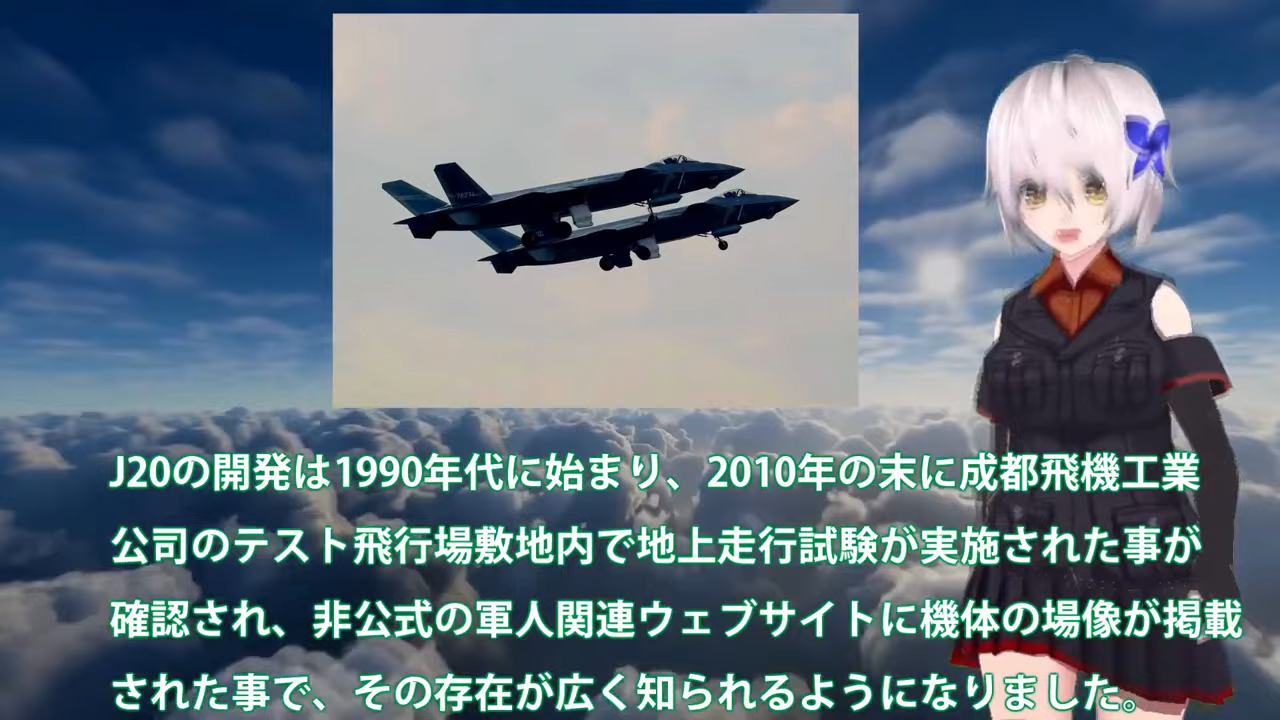 J20の開発は1990年代に始まり、2010年の末に成都飛機工業
公司のテスト飛行場敷地内で地上走行試験が実施された事が
確認され、非公式の軍人関連ウェブサイトに機体の場像が掲載
された事で、その存在が広く知られるようになりました。